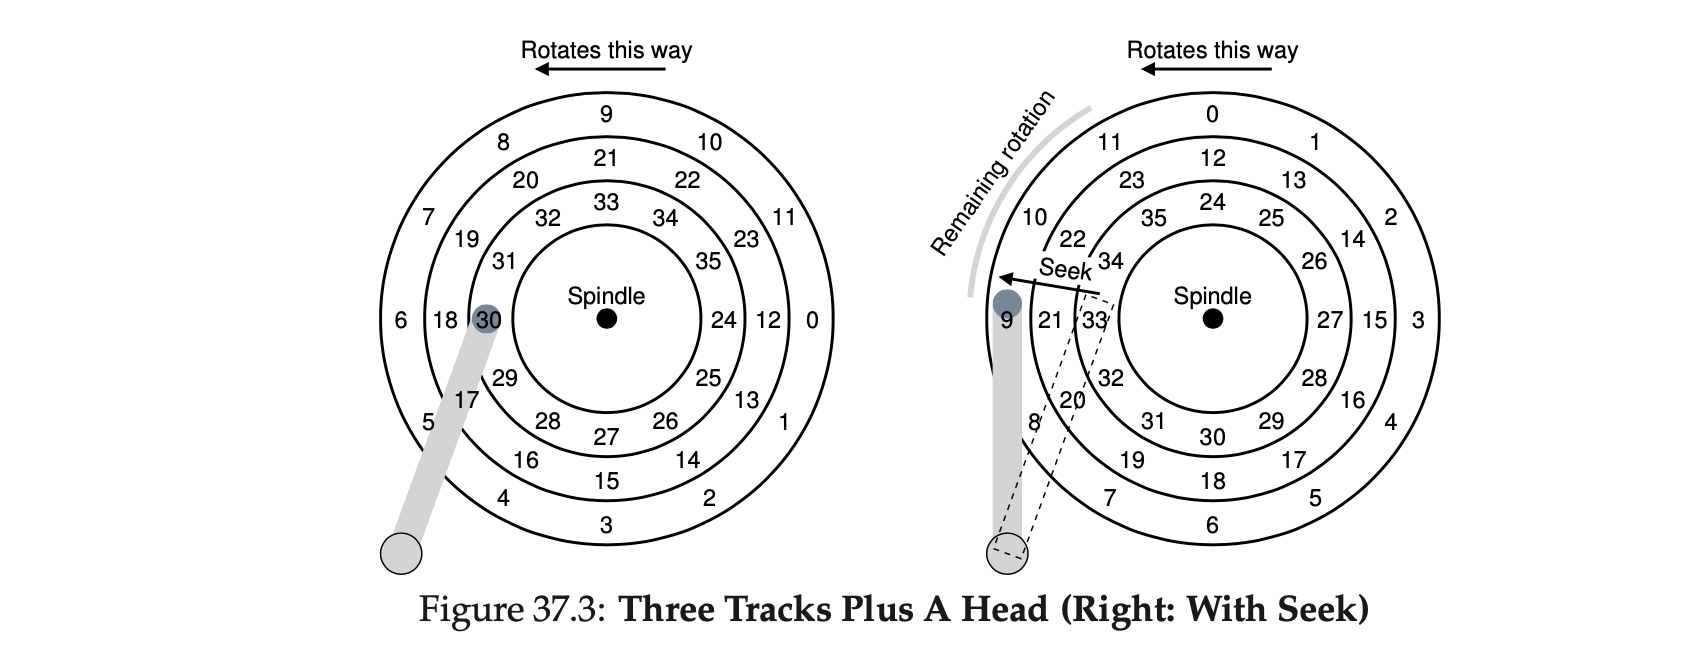 Rotates this way
9
8 10
21
20 22
33
7 32 34 11
19 23
31 35
Spindle
6 18 30 24 12 0
29 25
17 13
5 28 26 1
27
16 14
15
4 2
3
Rotates this way
Remaining rotation
0
11 1
12
23 13
24
10 35 25 2
22 14
34 26
Seek
Spindle
9 21 33 27 15 3
32 28
20 16
8 31 29 4
30
19 17
18
7 5
6
Figure 37.3: Three Tracks Plus A Head (Right: With Seek)